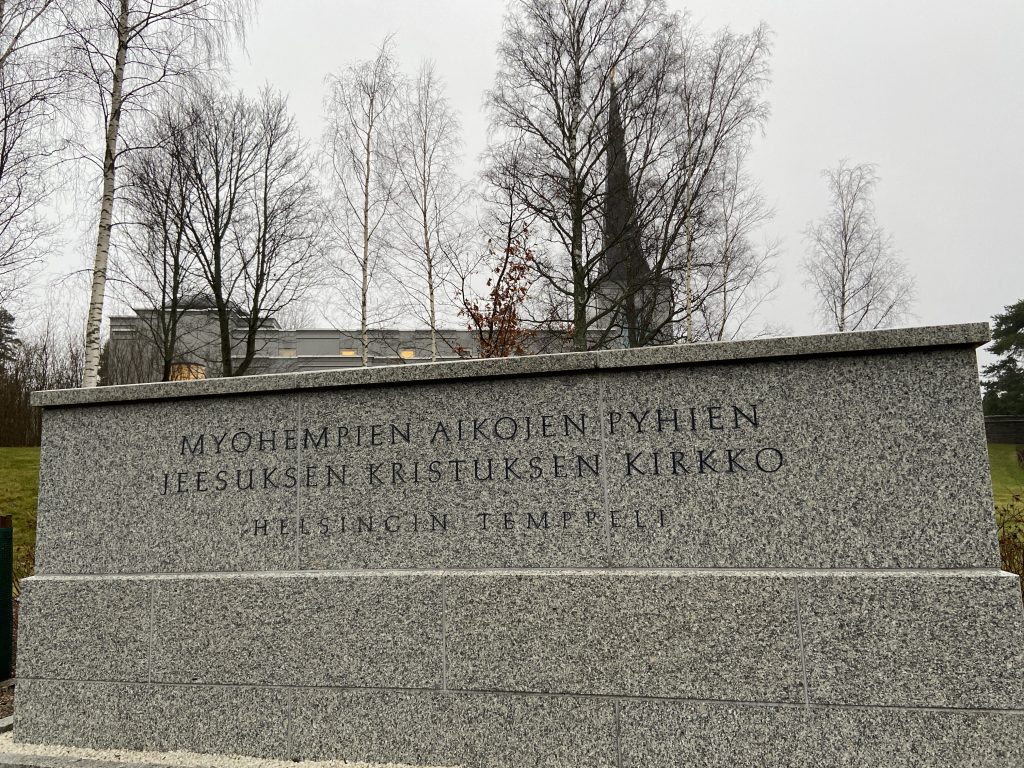 MYÖHEMPIEN AIKOJEN PYHIEN
JEESUKSEN KRISTUKSEN KIRKKO
HELSINGIN TEMPPELI